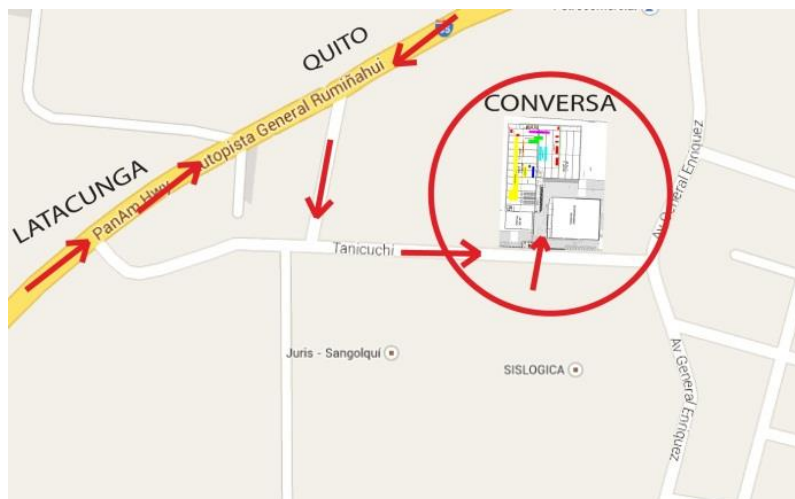 QUITO
CONVERSA
LATACUNGA
PanAm Hwy
Autopista General Rumiñahui
Av General Enriquez
Tanicuchi
Juris - Sangolquí
SISLOGICA
Av General Enriquez